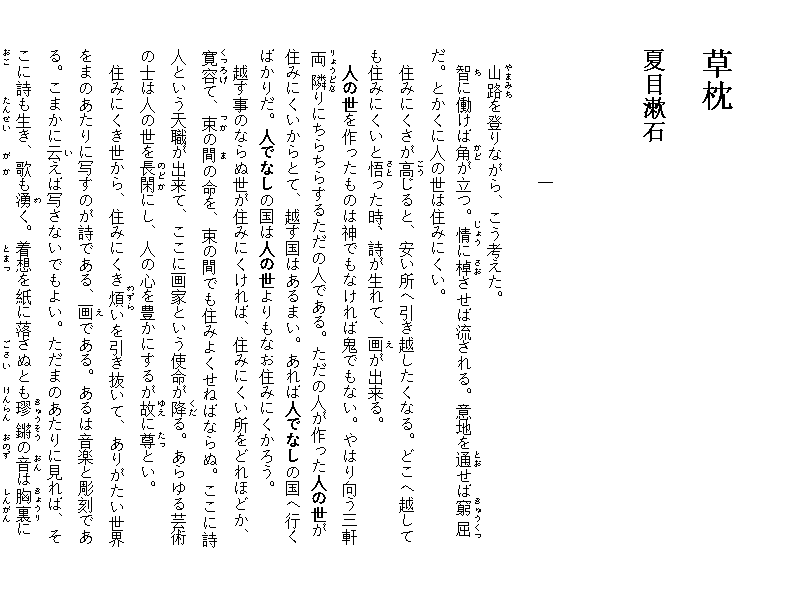 草枕
夏目漱石
一
山路を登りながら、こう考えた。
智に働けば角が立つ。情に棹させば流される。意地を通せば窮屈
だ。とかくに人の世は住みにくい。
住みにくさが高じると、安い所へ引き越したくなる。どこへ越して
も住みにくいと悟った時、詩が生れて、画が出来る。
人の世を作ったものは神でもなければ鬼でもない。やはり向う三軒
両隣りにちらちらするただの人である。ただの人が作った人の世が
住みにくいからとて、越す国はあるまい。あれば人でなしの国へ行く
ばかりだ。人でなしの国は人の世よりもなお住みにくかろう。
越す事のならぬ世が住みにくければ、住みにくい所をどれほどか、
寛容て、束の間の命を、束の間でも住みよくせねばならぬ。ここに詩
人という天職が出来て、ここに画家という使命が降る。あらゆる芸術
の士は人の世を長閑にし、人の心を豊かにするが故に尊とい。
住みにくき世から、住みにくき煩いを引き抜いて、ありがたい世界
をまのあたりに写すのが詩である、画である。あるは音楽と彫刻であ
る。こまかに云えば写さないでもよい。ただまのあたりに見れば、そ
こに詩も生き、歌も湧く。着想を紙に落さぬとも璆鏘の音は胸裏に